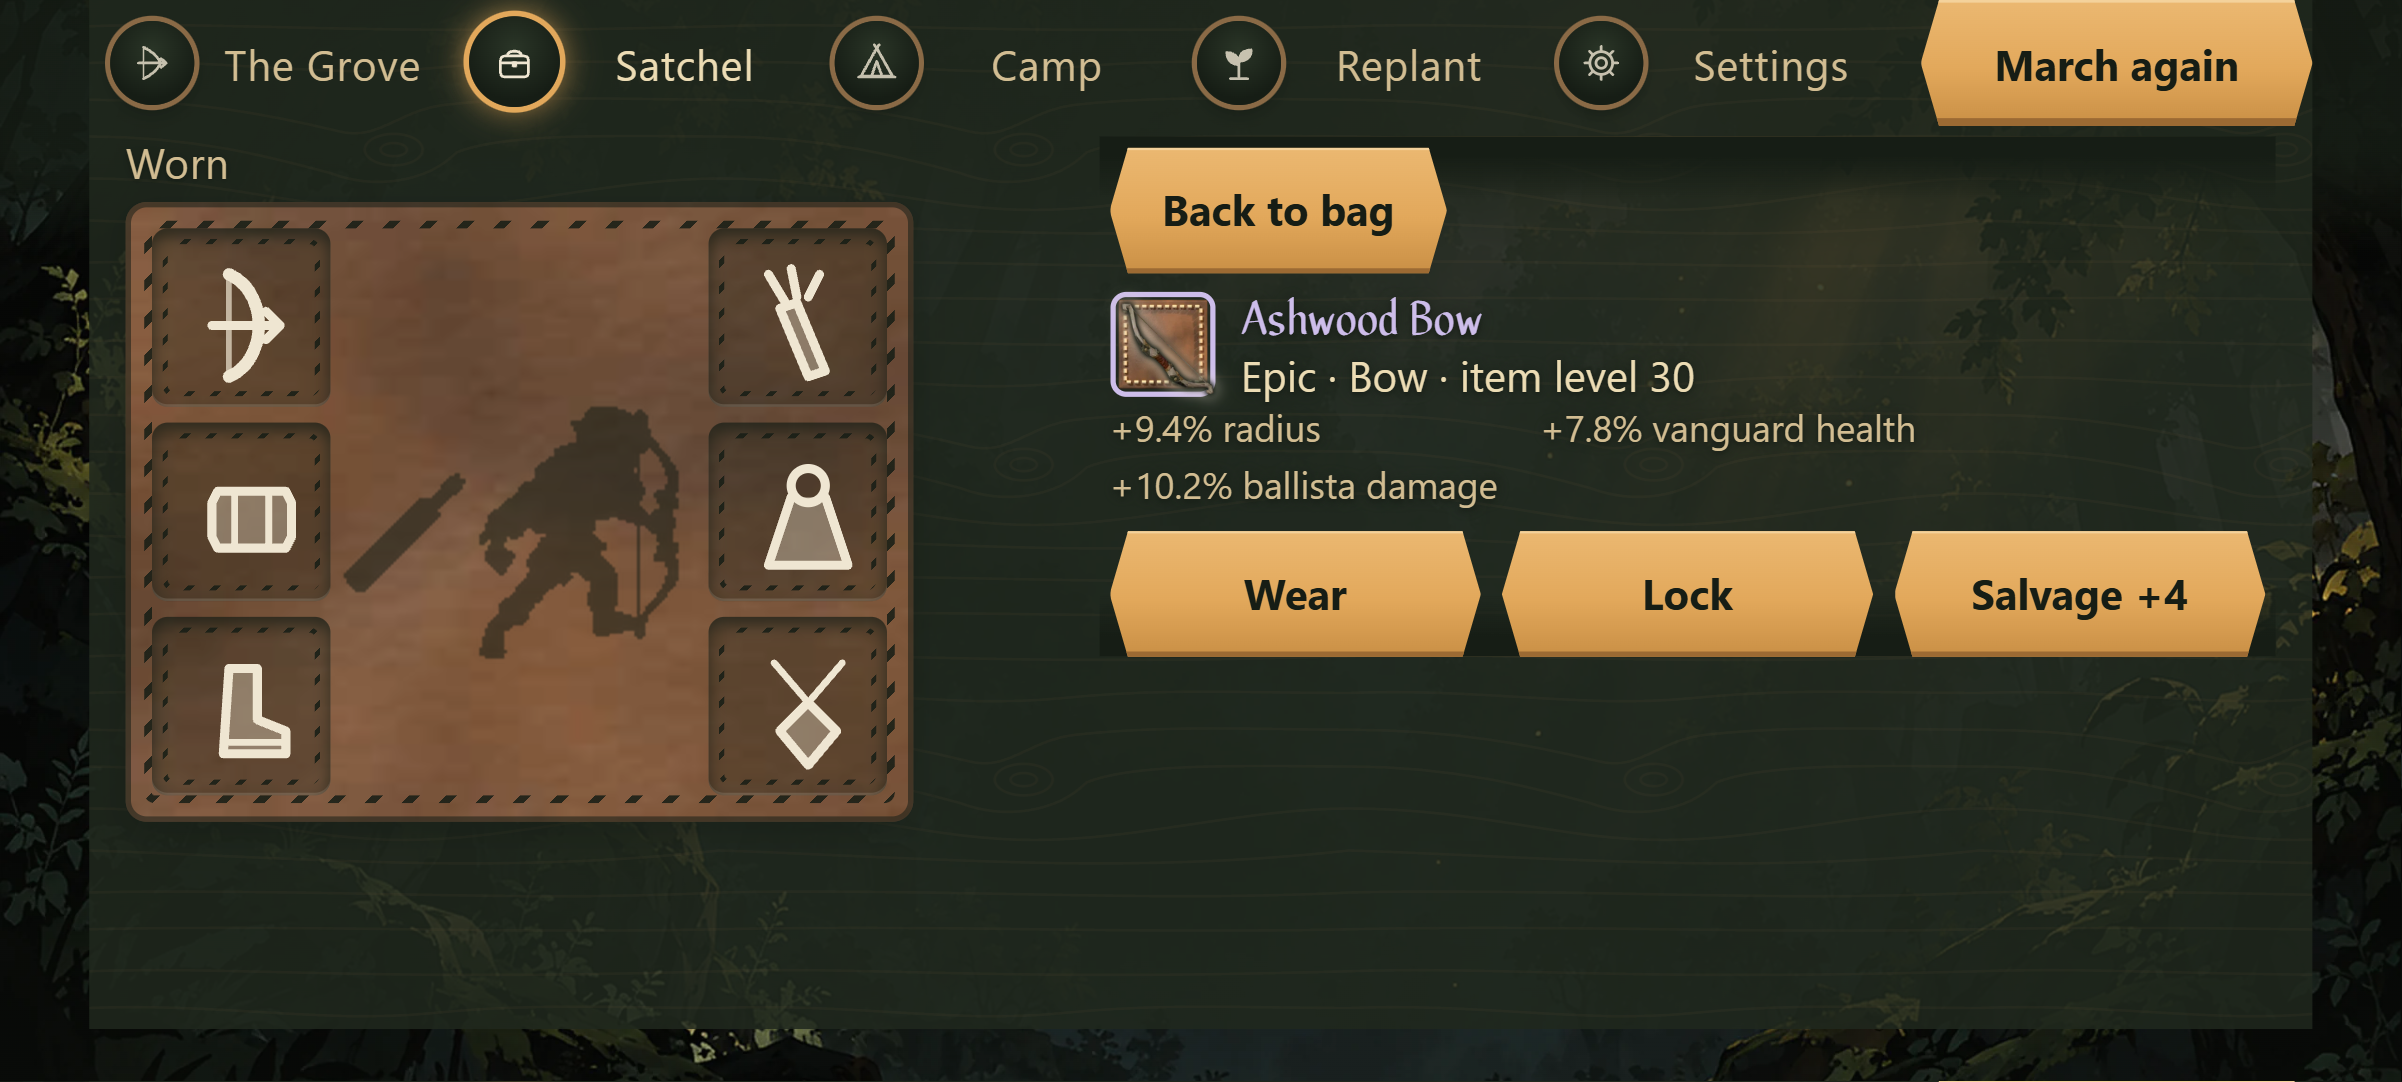 The Grove
Satchel
Camp
Replant
Settings
March again
Worn
Back to bag
Ashwood Bow
Epic · Bow · item level 30
+9.4% radius
+7.8% vanguard health
+10.2% ballista damage
Wear
Lock
Salvage +4